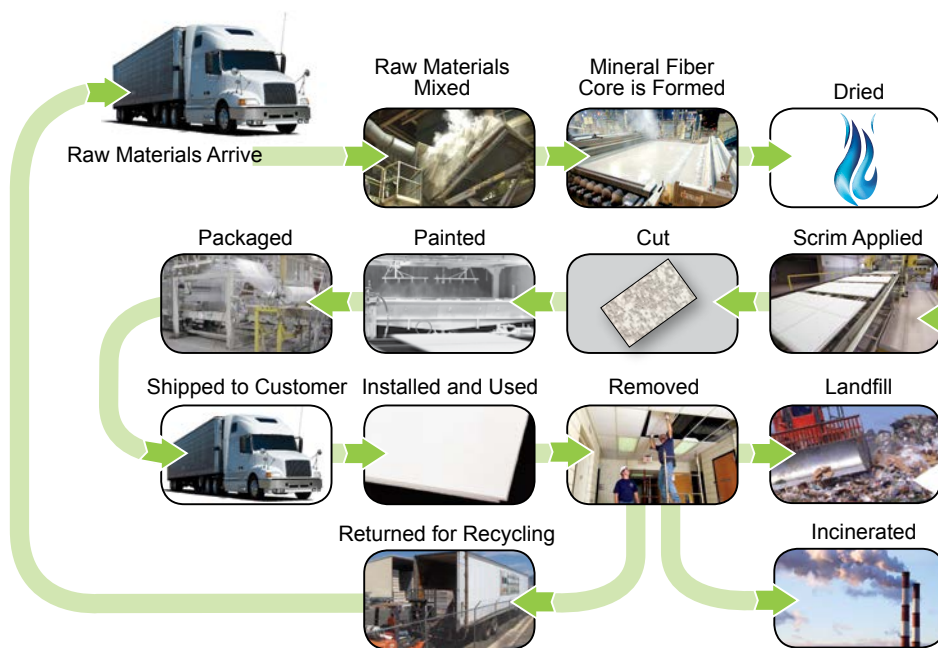 Raw Materials
Mixed
Mineral Fiber
Core is Formed
Dried
Raw Materials Arrive
Packaged
Painted
Cut
Scrim Applied
Shipped to Customer
Installed and Used
Removed
Landfill
Returned for Recycling
Incinerated